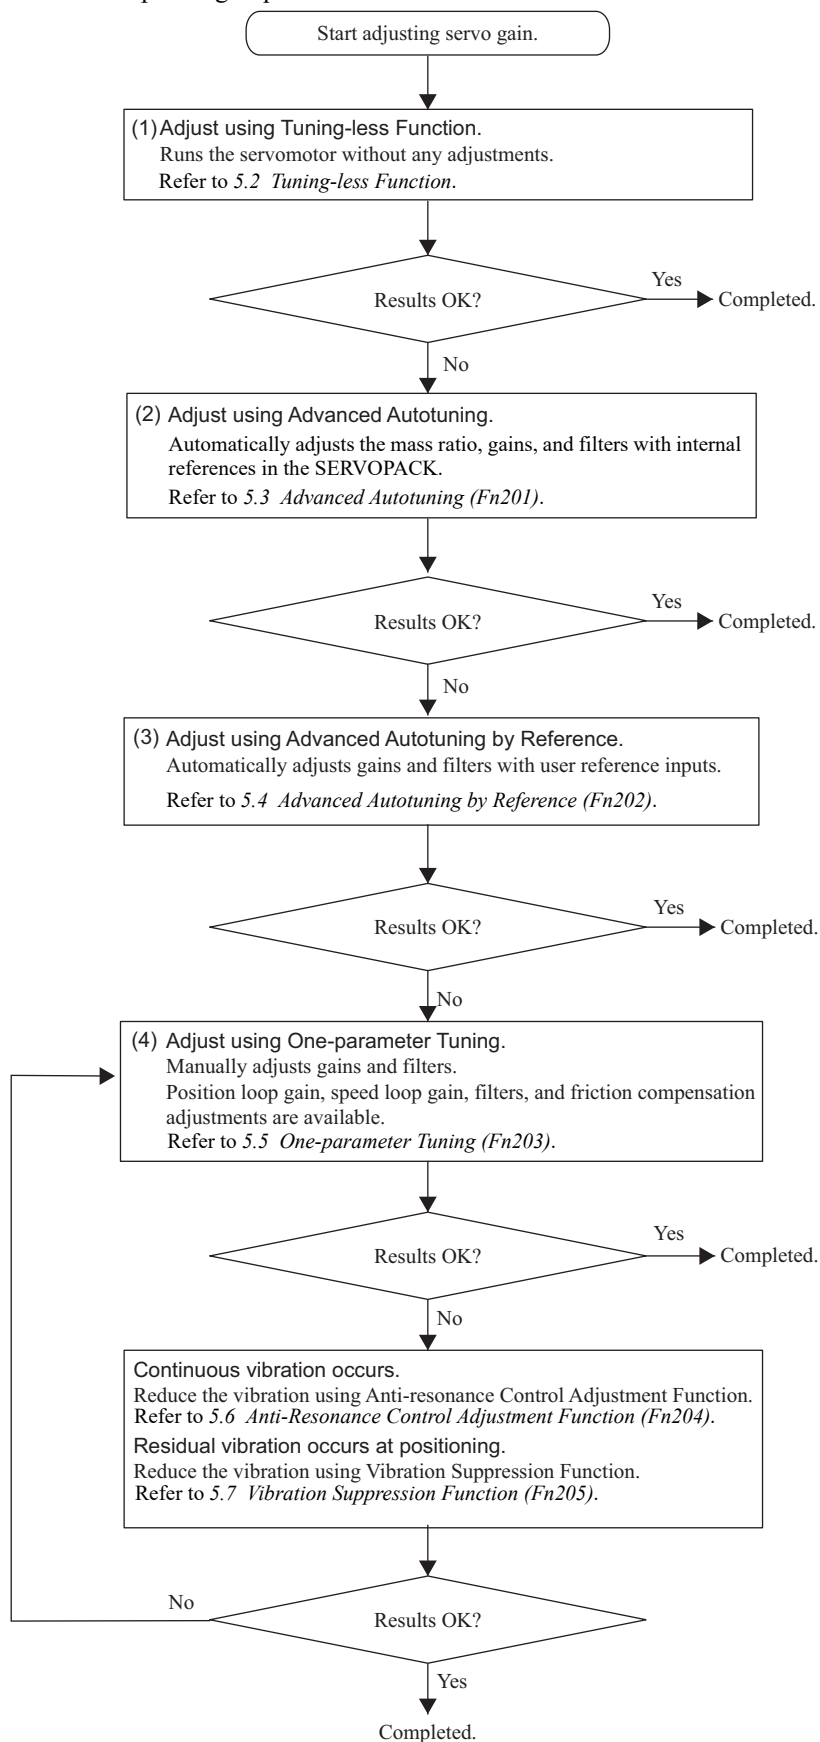 Start adjusting servo gain.
(1) Adjust using Tuning-less Function.
Runs the servomotor without any adjustments.
Refer to 5.2 Tuning-less Function.
Results OK?
Yes
Completed.
No
(2) Adjust using Advanced Autotuning.
Automatically adjusts the mass ratio, gains, and filters with internal
references in the SERVOPACK.
Refer to 5.3 Advanced Autotuning (Fn201).
Results OK?
Yes
Completed.
No
(3) Adjust using Advanced Autotuning by Reference.
Automatically adjusts gains and filters with user reference inputs.
Refer to 5.4 Advanced Autotuning by Reference (Fn202).
Results OK?
Yes
Completed.
No
(4) Adjust using One-parameter Tuning.
Manually adjusts gains and filters.
Position loop gain, speed loop gain, filters, and friction compensation
adjustments are available.
Refer to 5.5 One-parameter Tuning (Fn203).
Results OK?
Yes
Completed.
No
Continuous vibration occurs.
Reduce the vibration using Anti-resonance Control Adjustment Function.
Refer to 5.6 Anti-Resonance Control Adjustment Function (Fn204).
Residual vibration occurs at positioning.
Reduce the vibration using Vibration Suppression Function.
Refer to 5.7 Vibration Suppression Function (Fn205).
No
Results OK?
Yes
Completed.